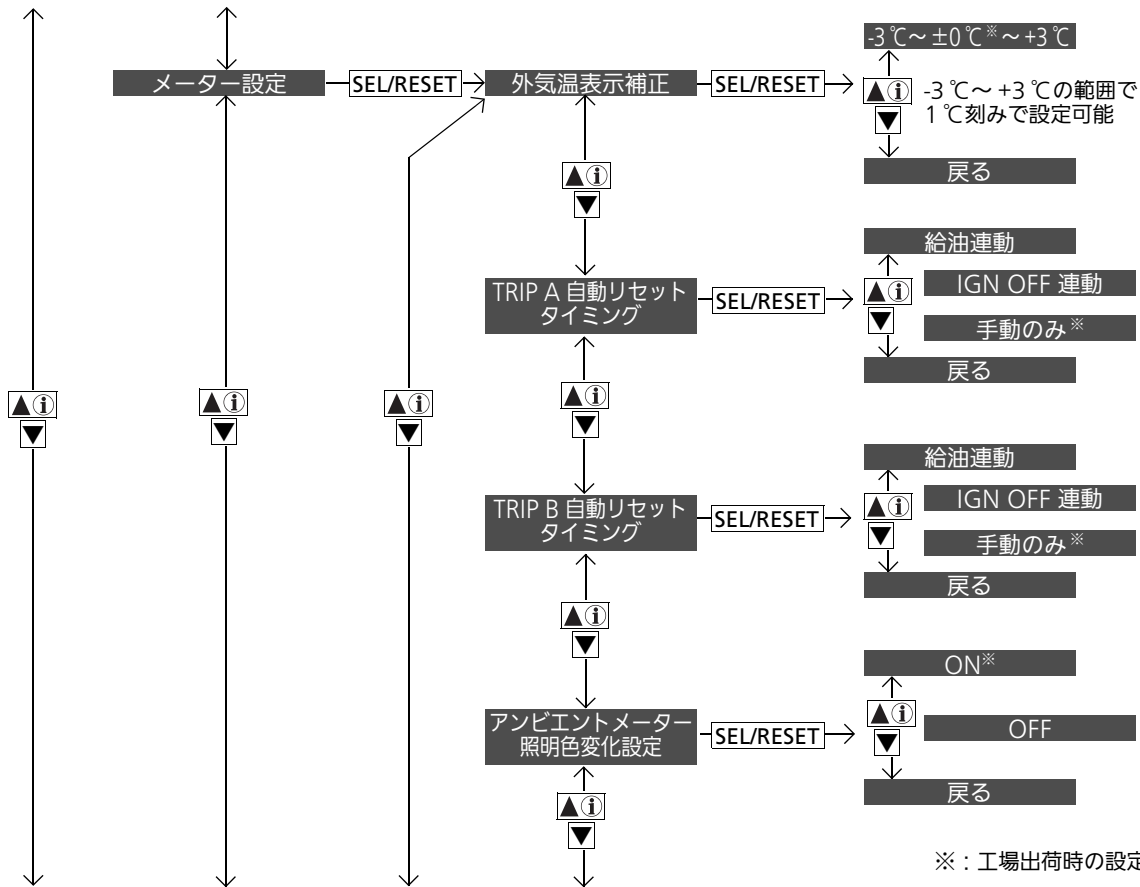 -3 ℃～ ±0 ℃※～ +3 ℃
メーター設定
SEL/RESET
外気温表示補正
SEL/RESET
▲ⓘ
▼
-3 ℃～ +3 ℃の範囲で
1 ℃刻みで設定可能
戻る
▲ⓘ
▼
給油連動
TRIP A 自動リセット
タイミング
SEL/RESET
▲ⓘ
▼
IGN OFF 連動
手動のみ※
戻る
▲ⓘ
▼
▲ⓘ
▼
▲ⓘ
▼
▲ⓘ
▼
給油連動
TRIP B 自動リセット
タイミング
SEL/RESET
▲ⓘ
▼
IGN OFF 連動
手動のみ※
戻る
▲ⓘ
▼
ON※
アンビエントメーター
照明色変化設定
SEL/RESET
▲ⓘ
▼
OFF
戻る
▲ⓘ
▼
※ : 工場出荷時の設定